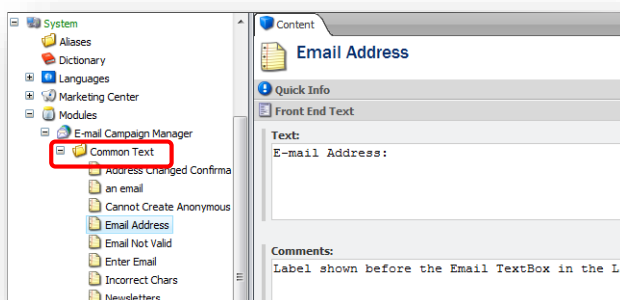 System
Aliases
Dictionary
Languages
Marketing Center
Modules
E-mail Campaign Manager
Common Text
Address Changed Confirma
an email
Cannot Create Anonymous
Email Address
Email Not Valid
Enter Email
Incorrect Chars
Newsletters
Content
Email Address
Quick Info
Front End Text
Text:
E-mail Address:
Comments:
Label shown before the Email TextBox in the L